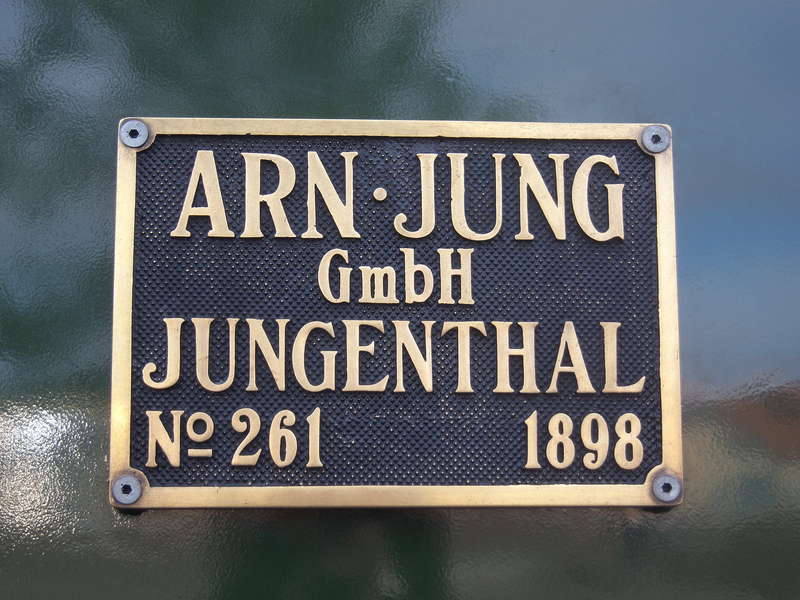 ARN·JUNG
GmbH
JUNGENTHAL
Nº 261 1898